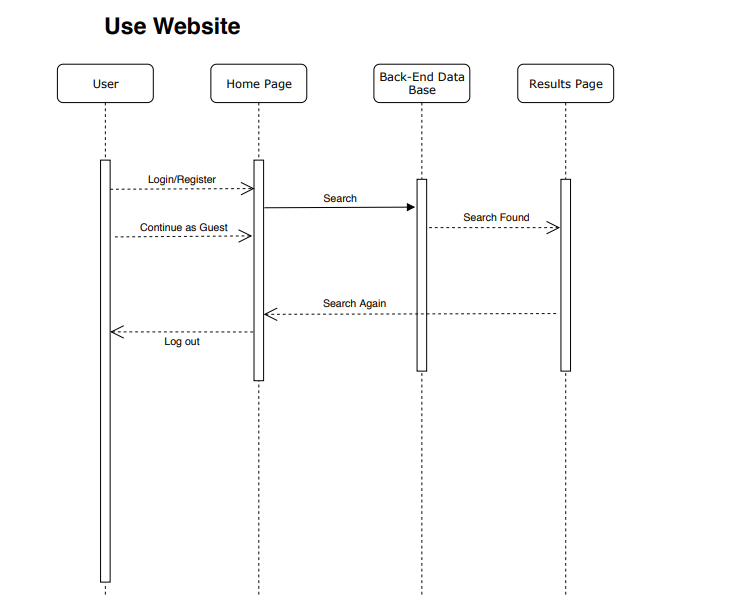 Use Website
User
Home Page
Back-End Data
Base
Results Page
Login/Register
Search
Search Found
Continue as Guest
Search Again
Log out